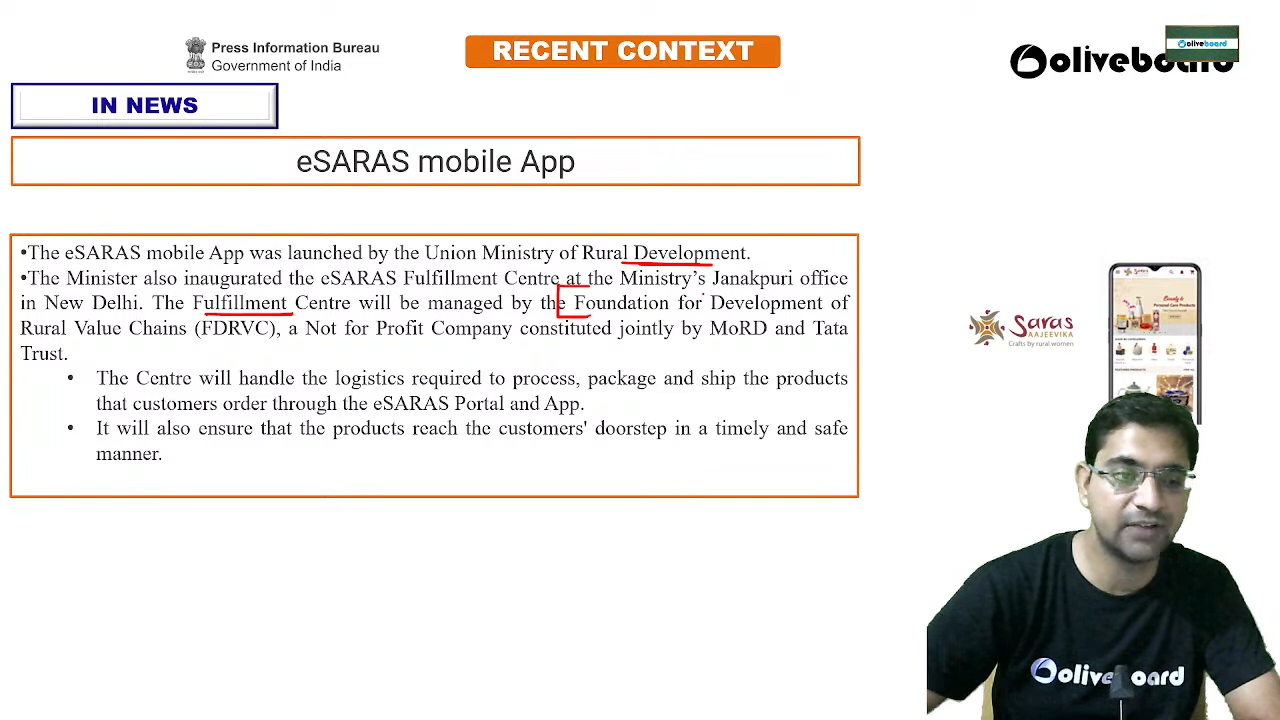 Press Information Bureau
Government of India
RECENT CONTEXT
oliveboard
oliveboard
IN NEWS
eSARAS mobile App
•The eSARAS mobile App was launched by the Union Ministry of Rural Development.
•The Minister also inaugurated the eSARAS Fulfillment Centre at the Ministry’s Janakpuri office
in New Delhi. The Fulfillment Centre will be managed by the Foundation for Development of
Rural Value Chains (FDRVC), a Not for Profit Company constituted jointly by MoRD and Tata
Trust.
• The Centre will handle the logistics required to process, package and ship the products
that customers order through the eSARAS Portal and App.
• It will also ensure that the products reach the customers' doorstep in a timely and safe
manner.
Saras
AAJEEVIKA
Crafts by rural women
Saras
Personal Care Products
oliveboard